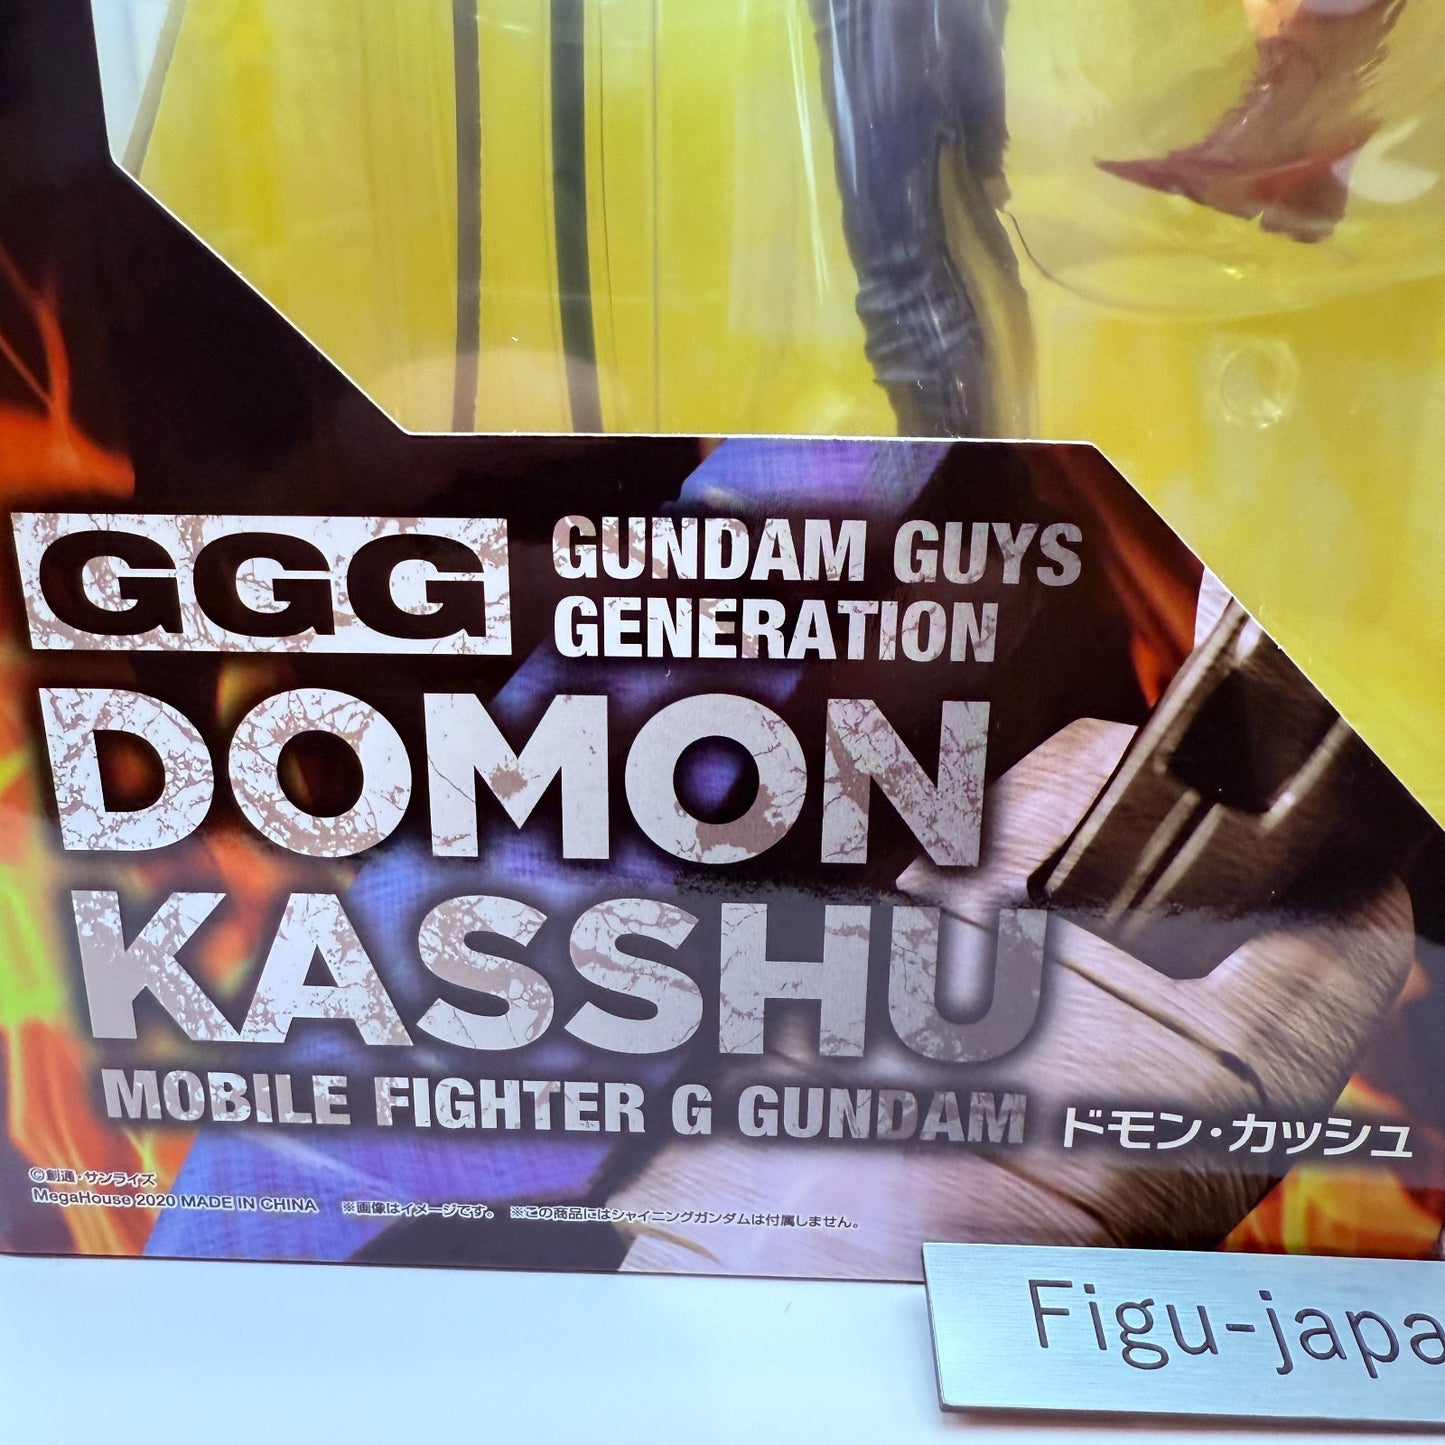 GGG GUNDAM GUYS
GENERATION
DOMON
KASSHU
MOBILE FIGHTER G GUNDAM ドモン・カッシュ
©創通・サンライズ
MegaHouse 2020 MADE IN CHINA ※画像はイメージです。 ※この商品にはシャイニングガンダムは付属しません。
Figu-japa